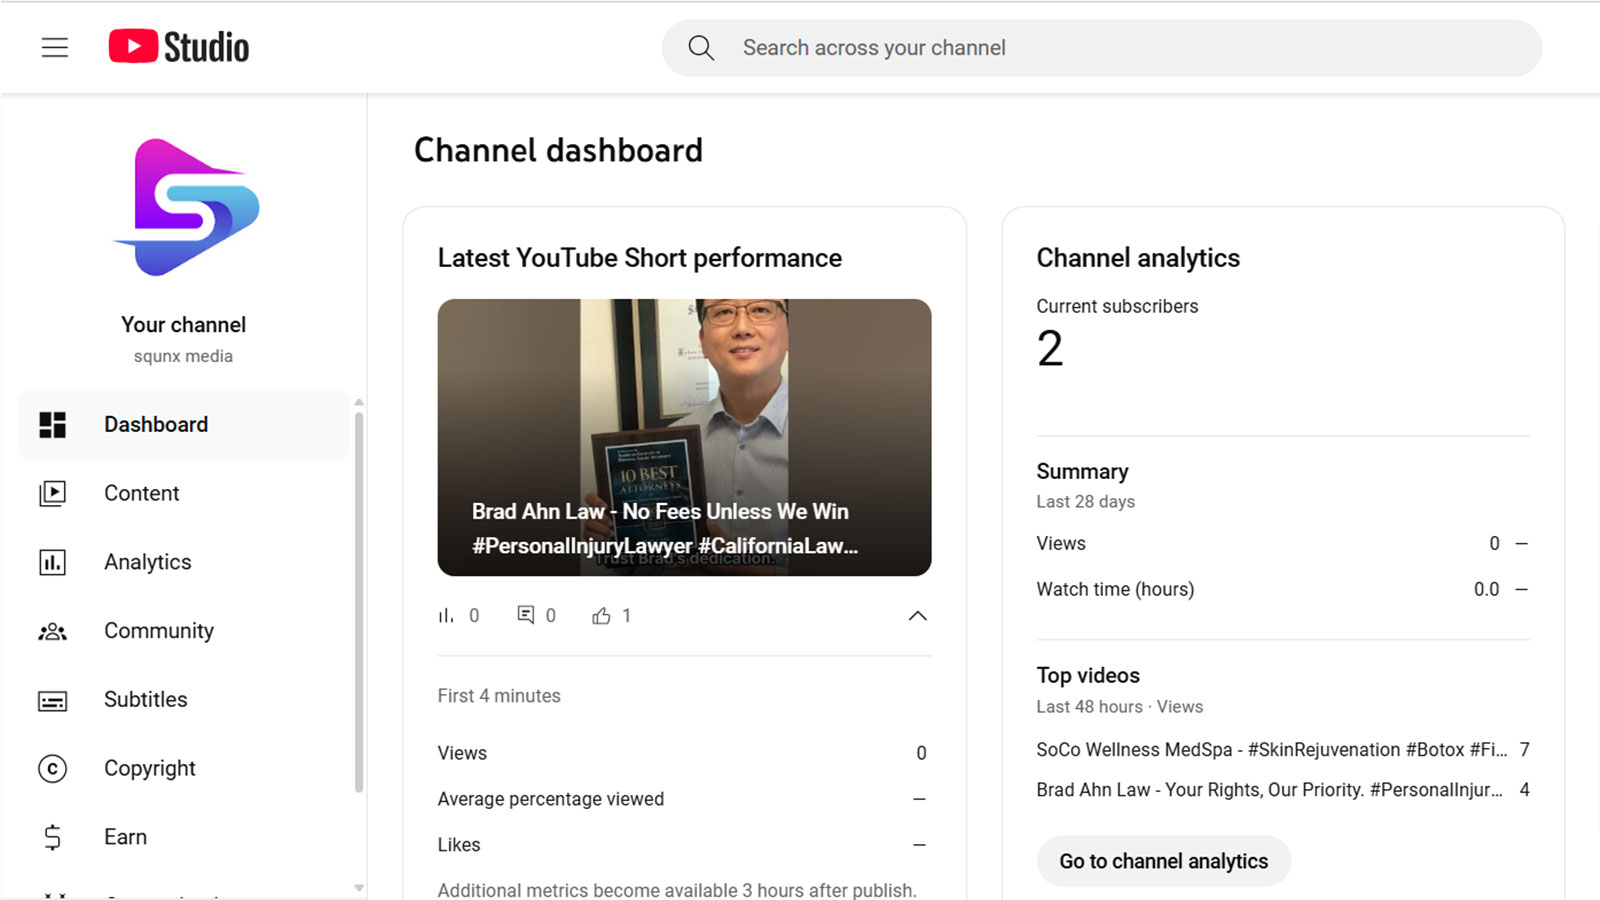 Studio
Search across your channel
Your channel
squnx media
Dashboard
Content
Analytics
Community
Subtitles
Copyright
Earn
Channel dashboard
Latest YouTube Short performance
10 BEST
ATTORNEYS
Brad Ahn Law - No Fees Unless We Win
#PersonalInjuryLawyer #CaliforniaLaw...
Trust Brad's dedication.
0 0 1
First 4 minutes
Views 0
Average percentage viewed —
Likes —
Additional metrics become available 3 hours after publish.
Channel analytics
Current subscribers
2
Summary
Last 28 days
Views 0 —
Watch time (hours) 0.0 —
Top videos
Last 48 hours · Views
SoCo Wellness MedSpa - #SkinRejuvenation #Botox #Fi... 7
Brad Ahn Law - Your Rights, Our Priority. #PersonalInjur... 4
Go to channel analytics